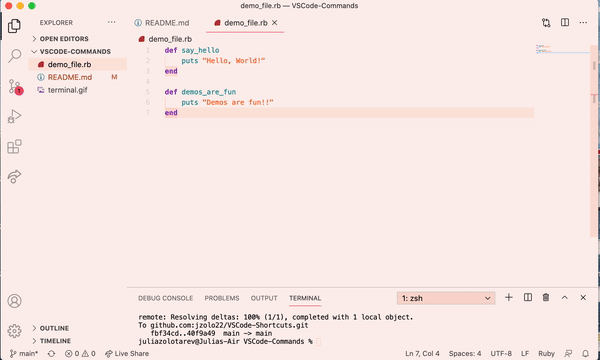 demo_file.rb — VSCode-Commands
EXPLORER
README.md
demo_file.rb
OPEN EDITORS
VSCODE-COMMANDS
demo_file.rb
README.md M
terminal.gif
OUTLINE
TIMELINE
demo_file.rb
1 def say_hello
2 puts "Hello, World!"
3 end
4
5 def demos_are_fun
6 puts "Demos are fun!!"
7 end
1
DEBUG CONSOLE PROBLEMS OUTPUT TERMINAL
1: zsh
remote: Resolving deltas: 100% (1/1), completed with 1 local object.
To github.com:jzolo22/VSCode-Shortcuts.git
fbf34cd..40f9a49 main -> main
juliazolotarev@Julias-Air VSCode-Commands %
main* 0 0 Live Share Ln 7, Col 4 Spaces: 4 UTF-8 LF Ruby